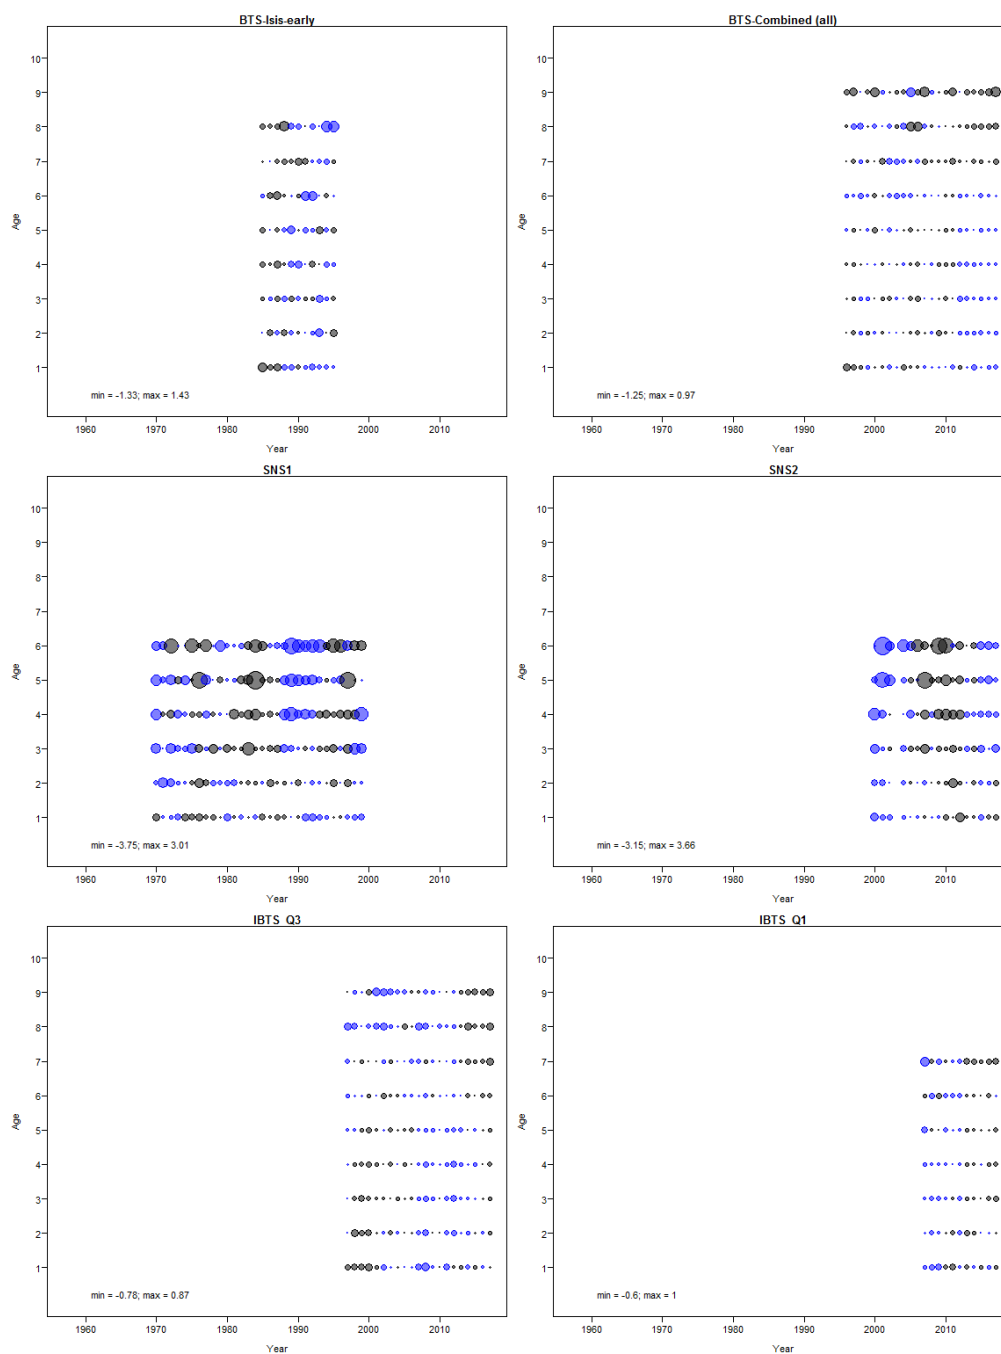 BTS-Isis-early
10
9
8
7
6
5
4
3
2
1
Age
min = -1.33; max = 1.43
1960 1970 1980 1990 2000 2010
Year
BTS-Combined (all)
10
9
8
7
6
5
4
3
2
1
Age
min = -1.25; max = 0.97
1960 1970 1980 1990 2000 2010
Year
SNS1
10
9
8
7
6
5
4
3
2
1
Age
min = -3.75; max = 3.01
1960 1970 1980 1990 2000 2010
Year
SNS2
10
9
8
7
6
5
4
3
2
1
Age
min = -3.15; max = 3.66
1960 1970 1980 1990 2000 2010
Year
IBTS_Q3
10
9
8
7
6
5
4
3
2
1
Age
min = -0.78; max = 0.87
1960 1970 1980 1990 2000 2010
Year
IBTS_Q1
10
9
8
7
6
5
4
3
2
1
Age
min = -0.6; max = 1
1960 1970 1980 1990 2000 2010
Year